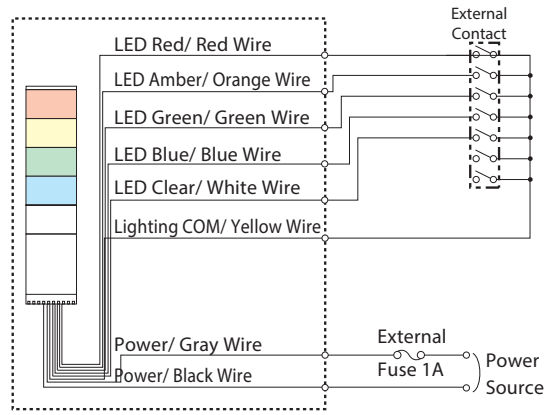 External
Contact
LED Red/ Red Wire
LED Amber/ Orange Wire
LED Green/ Green Wire
LED Blue/ Blue Wire
LED Clear/ White Wire
Lighting COM/ Yellow Wire
Power/ Gray Wire
External
Fuse 1A
Power/ Black Wire
Power
Source